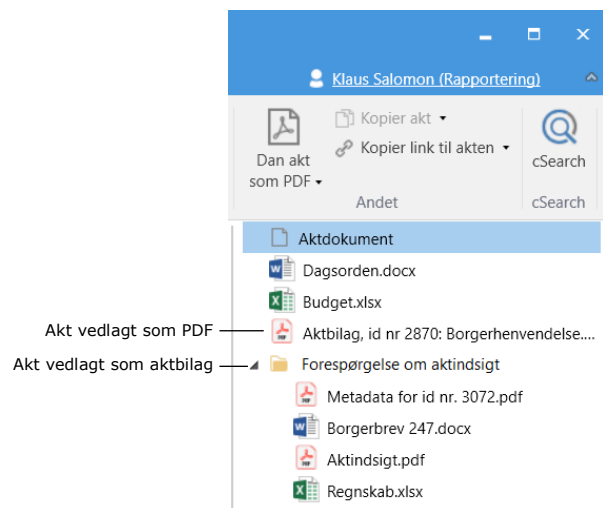 Klaus Salomon (Rapportering)
Dan akt
som PDF
Kopier akt
Kopier link til akten
cSearch
Andet
cSearch
Aktdokument
Dagsorden.docx
Budget.xlsx
Akt vedlagt som PDF
Aktbilag, id nr 2870: Borgerhenvendelse....
Akt vedlagt som aktbilag
Forespørgelse om aktindsigt
Metadata for id nr. 3072.pdf
Borgerbrev 247.docx
Aktindsigt.pdf
Regnskab.xlsx